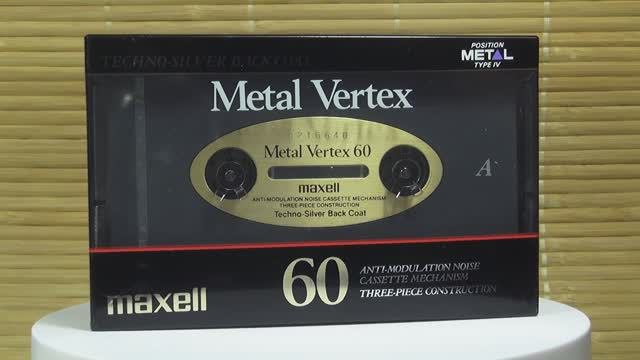 TECHNO-SILVER BACK COAT
POSITION
METAL
TYPE IV
Metal Vertex
0216640
Metal Vertex 60
maxell
ANTI-MODULATION NOISE CASSETTE MECHANISM
THREE-PIECE CONSTRUCTION
Techno-Silver Back Coat
A
maxell
60
ANTI-MODULATION NOISE
CASSETTE MECHANISM
THREE-PIECE CONSTRUCTION